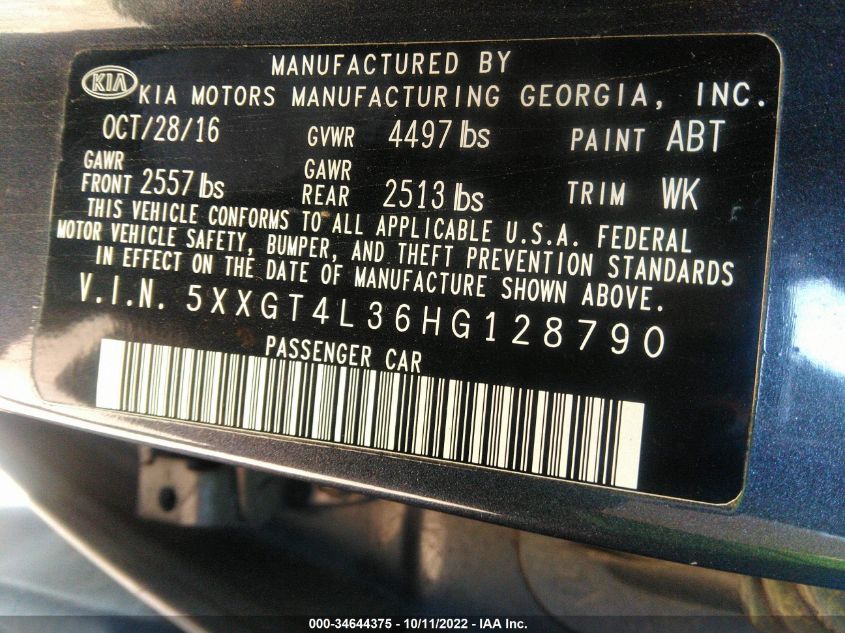 MANUFACTURED BY
KIA KIA MOTORS MANUFACTURING GEORGIA, INC.
OCT/28/16 GVWR 4497 lbs PAINT ABT
GAWR FRONT 2557 lbs GAWR REAR 2513 lbs TRIM WK
THIS VEHICLE CONFORMS TO ALL APPLICABLE U.S.A. FEDERAL
MOTOR VEHICLE SAFETY, BUMPER, AND THEFT PREVENTION STANDARDS
IN EFFECT ON THE DATE OF MANUFACTURE SHOWN ABOVE.
V.I.N. 5XXGT4L36HG128790
PASSENGER CAR
000-34644375 - 10/11/2022 - IAA Inc.